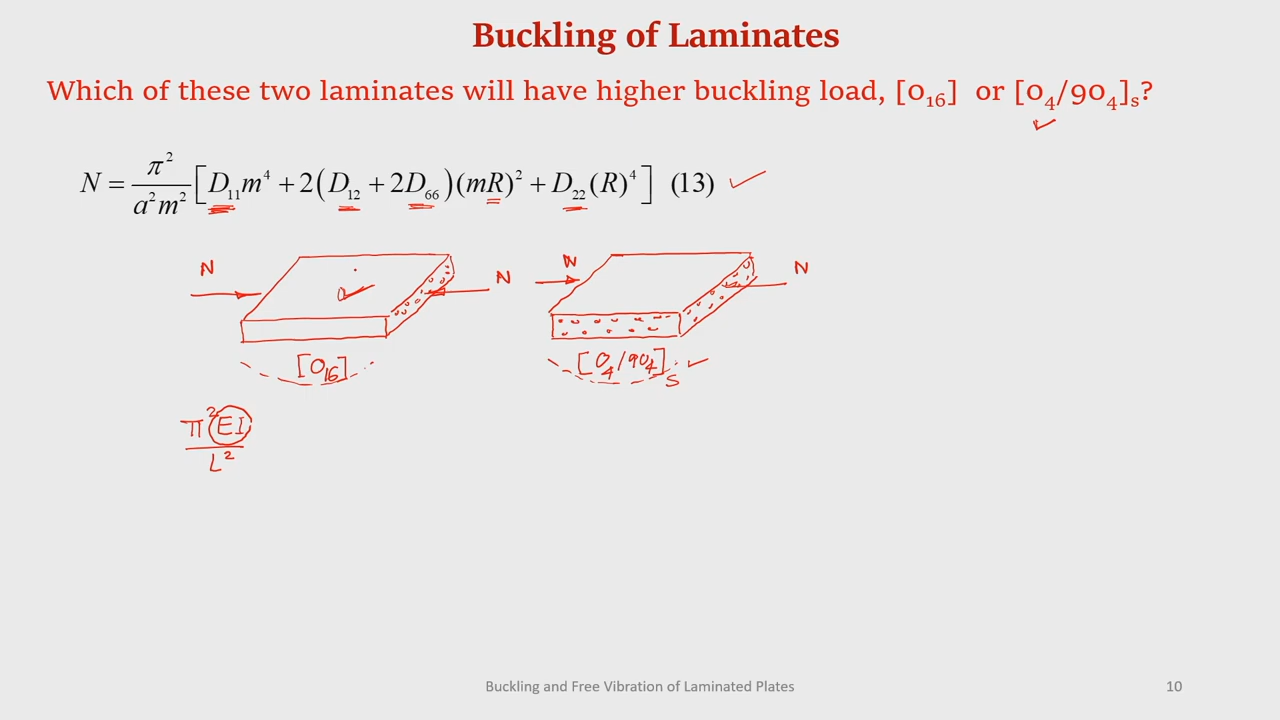 Buckling of Laminates
Which of these two laminates will have higher buckling load, [0₁₆] or [0₄/90₄]ₛ?
N = π²/(a²m²) [D₁₁m⁴ + 2(D₁₂ + 2D₆₆)(mR)² + D₂₂(R)⁴] (13)
N N N N
[0₁₆] [0₄/90₄]ₛ
π²EI/L²
Buckling and Free Vibration of Laminated Plates 10